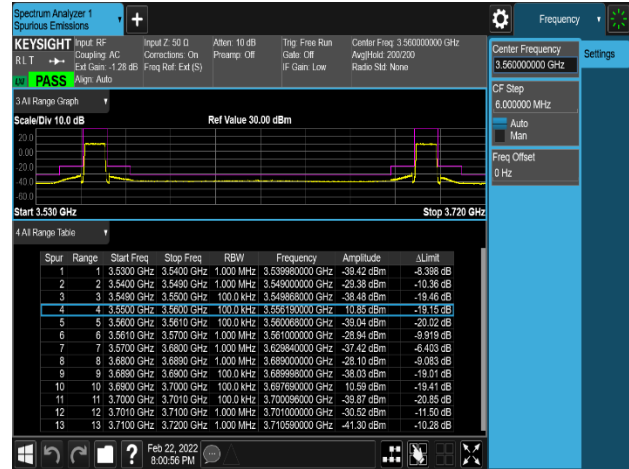 Spectrum Analyzer 1
Spurious Emissions
Frequency
KEYSIGHT Input: RF Input Z: 50 Ω Atten: 10 dB Trig: Free Run Center Freq: 3.560000000 GHz
RLT Coupling: AC Corrections: On Preamp: Off Gate: Off Avg|Hold: 200/200
Ext Gain: -1.28 dB Freq Ref: Ext (S) IF Gain: Low Radio Std: None
LXI PASS Align: Auto
Center Frequency
3.560000000 GHz
Settings
CF Step
6.000000 MHz
Auto
Man
Freq Offset
0 Hz
3 All Range Graph
Scale/Div 10.0 dB Ref Value 30.00 dBm
20.0
0.00
-20.0
-40.0
-60.0
Start 3.530 GHz Stop 3.720 GHz
4 All Range Table
Spur Range Start Freq Stop Freq RBW Frequency Amplitude ΔLimit
1 1 3.5300 GHz 3.5400 GHz 1.000 MHz 3.539980000 GHz -39.42 dBm -8.398 dB
2 2 3.5400 GHz 3.5490 GHz 1.000 MHz 3.549000000 GHz -29.38 dBm -10.36 dB
3 3 3.5490 GHz 3.5500 GHz 100.0 kHz 3.549868000 GHz -38.48 dBm -19.46 dB
4 4 3.5500 GHz 3.5600 GHz 100.0 kHz 3.556190000 GHz 10.85 dBm -19.15 dB
5 5 3.5600 GHz 3.5610 GHz 100.0 kHz 3.560068000 GHz -39.04 dBm -20.02 dB
6 6 3.5610 GHz 3.5700 GHz 1.000 MHz 3.561000000 GHz -28.94 dBm -9.919 dB
7 7 3.5700 GHz 3.6800 GHz 1.000 MHz 3.629840000 GHz -37.42 dBm -6.403 dB
8 8 3.6800 GHz 3.6890 GHz 1.000 MHz 3.689000000 GHz -28.10 dBm -9.083 dB
9 9 3.6890 GHz 3.6900 GHz 100.0 kHz 3.689998000 GHz -38.03 dBm -19.01 dB
10 10 3.6900 GHz 3.7000 GHz 100.0 kHz 3.697690000 GHz 10.59 dBm -19.41 dB
11 11 3.7000 GHz 3.7010 GHz 100.0 kHz 3.700096000 GHz -39.87 dBm -20.85 dB
12 12 3.7010 GHz 3.7100 GHz 1.000 MHz 3.701000000 GHz -30.52 dBm -11.50 dB
13 13 3.7100 GHz 3.7200 GHz 1.000 MHz 3.710590000 GHz -41.30 dBm -10.28 dB
Feb 22, 2022
8:00:56 PM